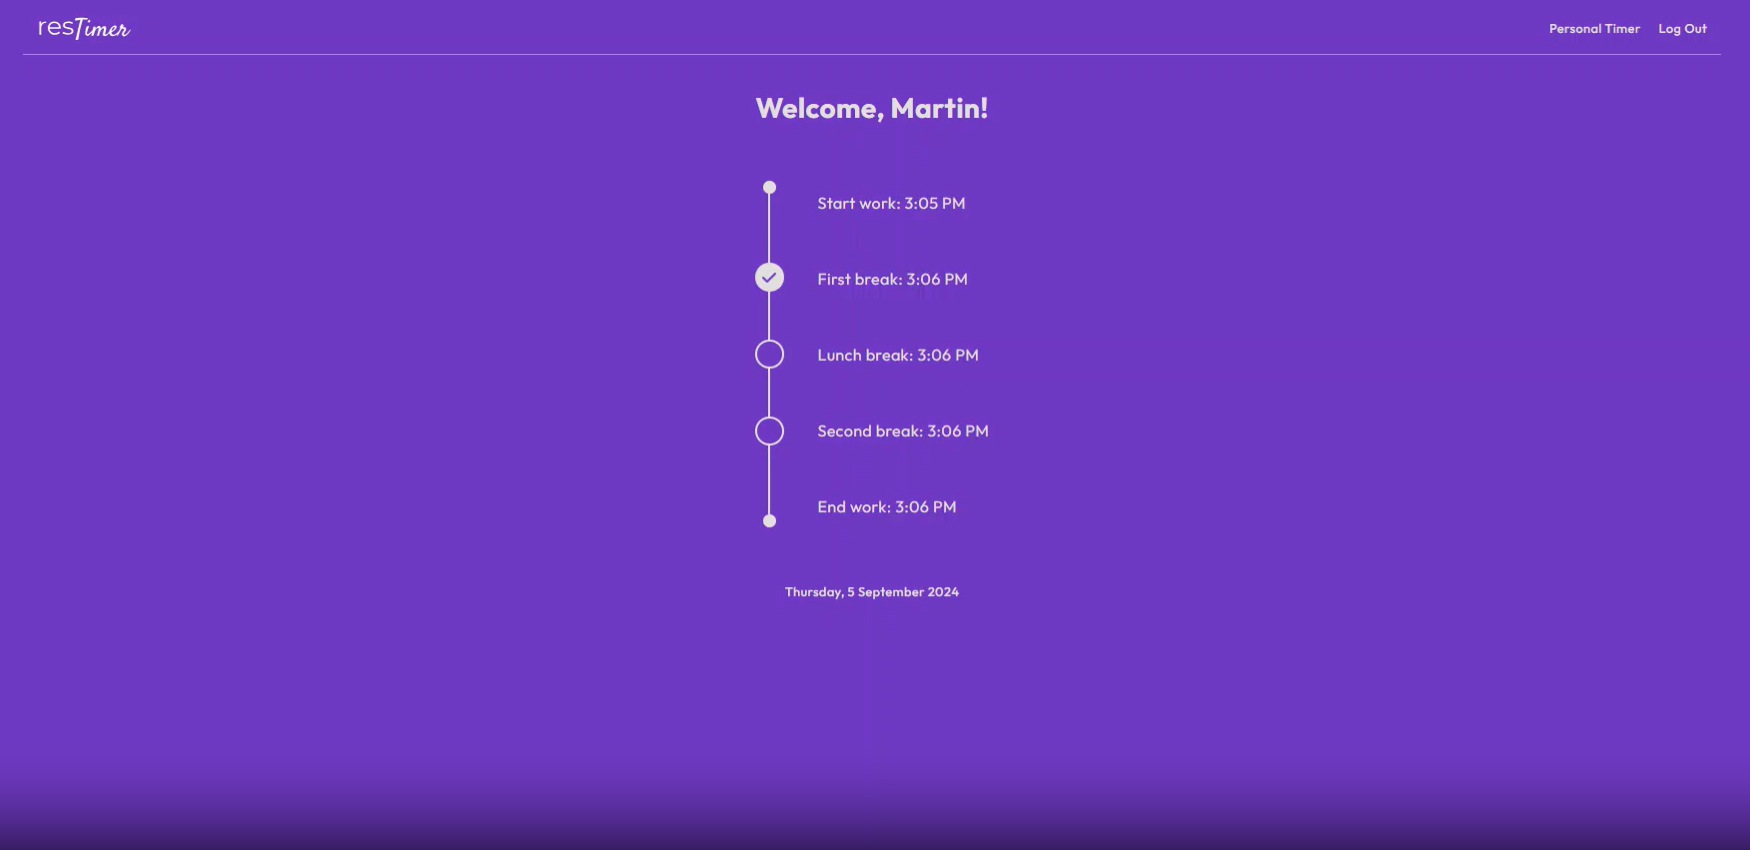 resTimer
Personal Timer Log Out
Welcome, Martin!
Start work: 3:05 PM
First break: 3:06 PM
Lunch break: 3:06 PM
Second break: 3:06 PM
End work: 3:06 PM
Thursday, 5 September 2024